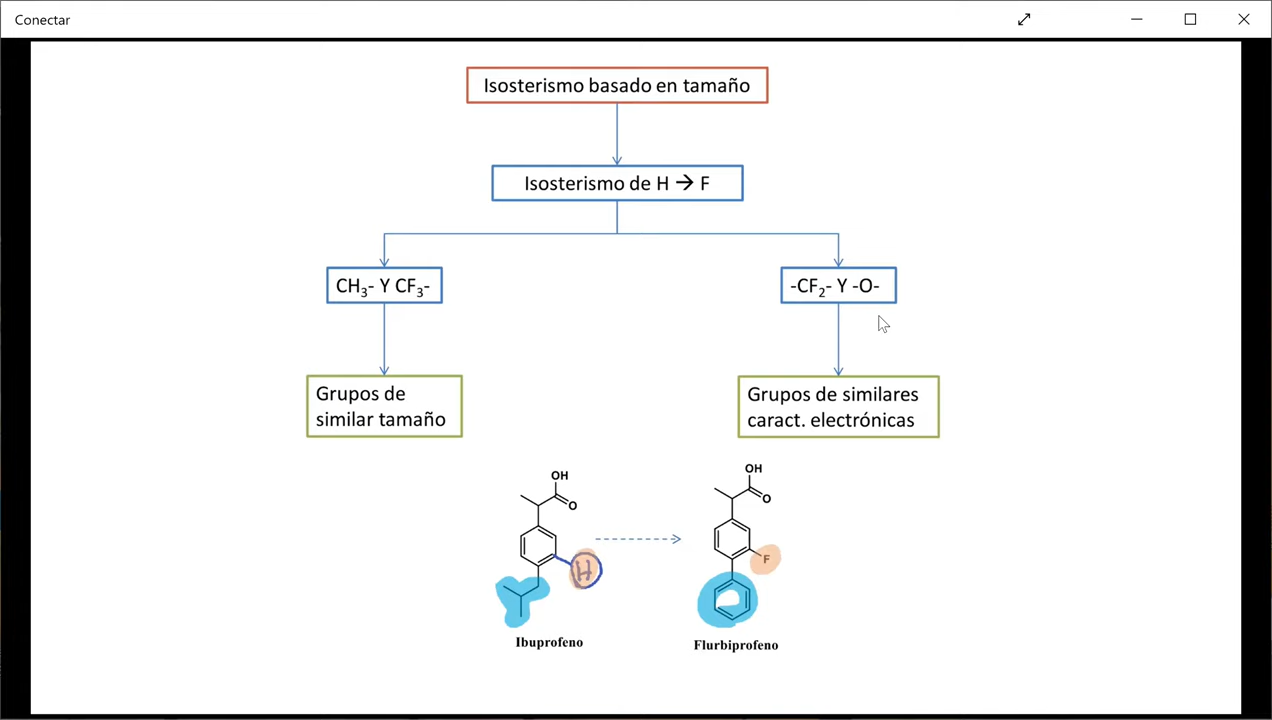 Conectar
Isosterismo basado en tamaño
Isosterismo de H → F
CH₃- Y CF₃-
-CF₂- Y -O-
Grupos de
similar tamaño
Grupos de similares
caract. electrónicas
OH
O
H
Ibuprofeno
OH
O
F
Flurbiprofeno